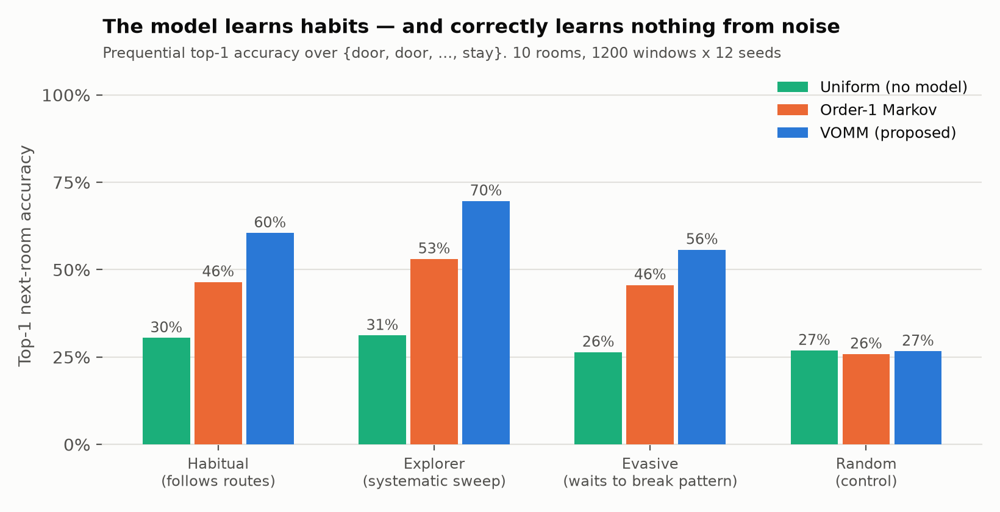 The model learns habits — and correctly learns nothing from noise
Prequential top-1 accuracy over {door, door, ..., stay}. 10 rooms, 1200 windows x 12 seeds
Uniform (no model)
Order-1 Markov
VOMM (proposed)
Top-1 next-room accuracy
100%
75%
50%
25%
0%
30%
46%
60%
31%
53%
70%
26%
46%
56%
27%
26%
27%
Habitual
(follows routes)
Explorer
(systematic sweep)
Evasive
(waits to break pattern)
Random
(control)